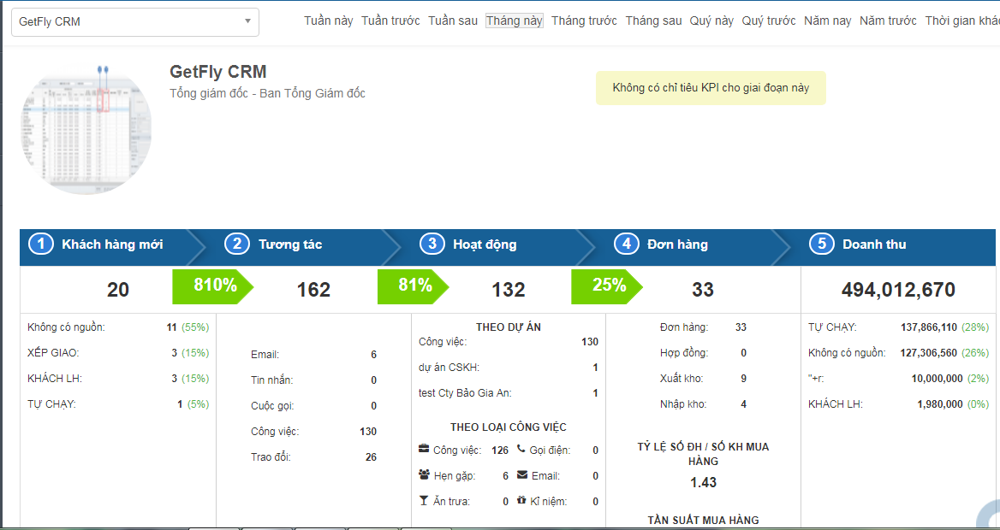 GetFly CRM
Tuần này Tuần trước Tuần sau Tháng này Tháng trước Tháng sau Quý này Quý trước Năm nay Năm trước Thời gian khác
GetFly CRM
Tổng giám đốc - Ban Tổng Giám đốc
Không có chỉ tiêu KPI cho giai đoạn này
1 Khách hàng mới
2 Tương tác
3 Hoạt động
4 Đơn hàng
5 Doanh thu
20
810%
162
81%
132
25%
33
494,012,670
Không có nguồn: 11 (55%)
XẾP GIAO: 3 (15%)
KHÁCH LH: 3 (15%)
TỰ CHẠY: 1 (5%)
Email: 6
Tin nhắn: 0
Cuộc gọi: 0
Công việc: 130
Trao đổi: 26
THEO DỰ ÁN
Công việc: 130
dự án CSKH: 1
test Cty Bảo Gia An: 1
THEO LOẠI CÔNG VIỆC
Công việc: 126 Gọi điện: 0
Hẹn gặp: 6 Email: 0
Ăn trưa: 0 Kỉ niệm: 0
Đơn hàng: 33
Hợp đồng: 0
Xuất kho: 9
Nhập kho: 4
TỶ LỆ SỐ ĐH / SỐ KH MUA
HÀNG
1.43
TẦN SUẤT MUA HÀNG
TỰ CHẠY: 137,866,110 (28%)
Không có nguồn: 127,306,560 (26%)
"+r: 10,000,000 (2%)
KHÁCH LH: 1,980,000 (0%)